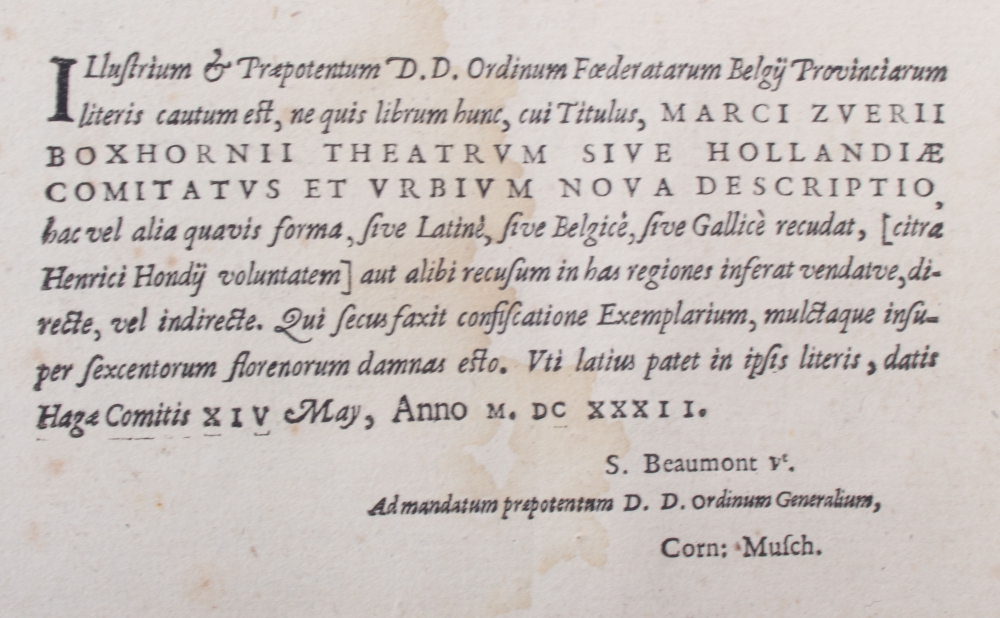 ILluſtrium & Præpotentum D. D. Ordinum Fœderatarum Belgij Provinciarum
literis cautum eſt, ne quis librum hunc, cui Titulus, MARCI ZVERII
BOXHORNII THEATRVM SIVE HOLLANDIÆ
COMITATVS ET VRBIVM NOVA DESCRIPTIO,
hac vel alia quavis forma, ſive Latinè, ſive Belgicè, ſive Gallicè recudat, [citra
Henrici Hondij voluntatem] aut alibi recuſum in has regiones inferat vendatve, di-
recte, vel indirecte. Qui ſecus faxit confiſcatione Exemplarium, mulctaque inſu-
per ſexcentorum florenorum damnas eſto. Vti latius patet in ipſis literis, datis
Hagæ Comitis XIV May, Anno M. DC XXXII.
S. Beaumont vᵗ.
Ad mandatum præpotentum D. D. Ordinum Generalium,
Corn: Muſch.